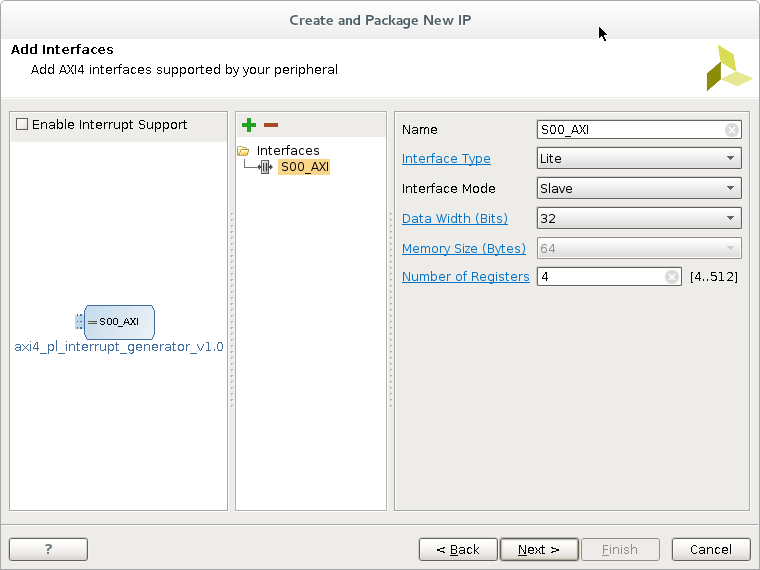 Create and Package New IP
Add Interfaces
Add AXI4 interfaces supported by your peripheral
Enable Interrupt Support
S00_AXI
axi4_pl_interrupt_generator_v1.0
Interfaces
S00_AXI
Name S00_AXI
Interface Type Lite
Interface Mode Slave
Data Width (Bits) 32
Memory Size (Bytes) 64
Number of Registers 4 [4..512]
? < Back Next > Finish Cancel